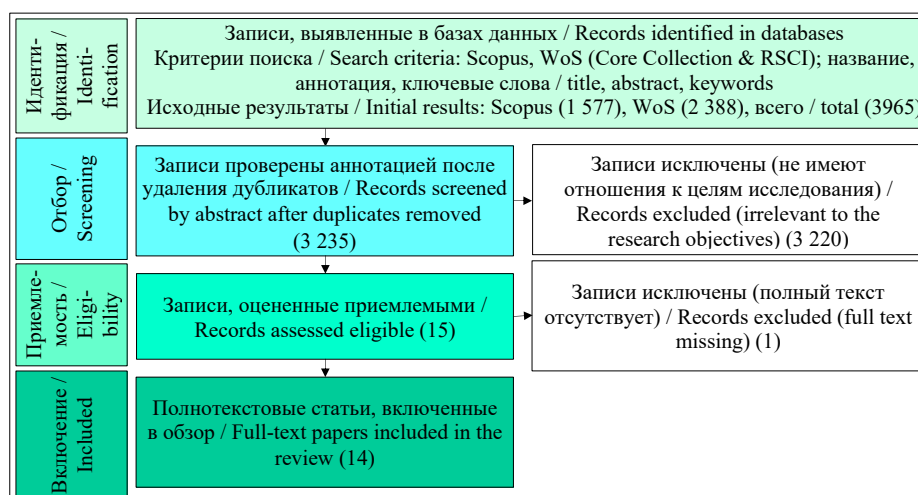 Иденти-
фикация /
Identi-
fication
Записи, выявленные в базах данных / Records identified in databases
Критерии поиска / Search criteria: Scopus, WoS (Core Collection & RSCI); название,
аннотация, ключевые слова / title, abstract, keywords
Исходные результаты / Initial results: Scopus (1 577), WoS (2 388), всего / total (3965)
Отбор /
Screening
Записи проверены аннотацией после
удаления дубликатов / Records screened
by abstract after duplicates removed
(3 235)
Записи исключены (не имеют
отношения к целям исследования) /
Records excluded (irrelevant to the
research objectives) (3 220)
Приемле-
мость /
Eligi-
bility
Записи, оцененные приемлемыми /
Records assessed eligible (15)
Записи исключены (полный текст
отсутствует) / Records excluded (full text
missing) (1)
Включение /
Included
Полнотекстовые статьи, включенные
в обзор / Full-text papers included in the
review (14)